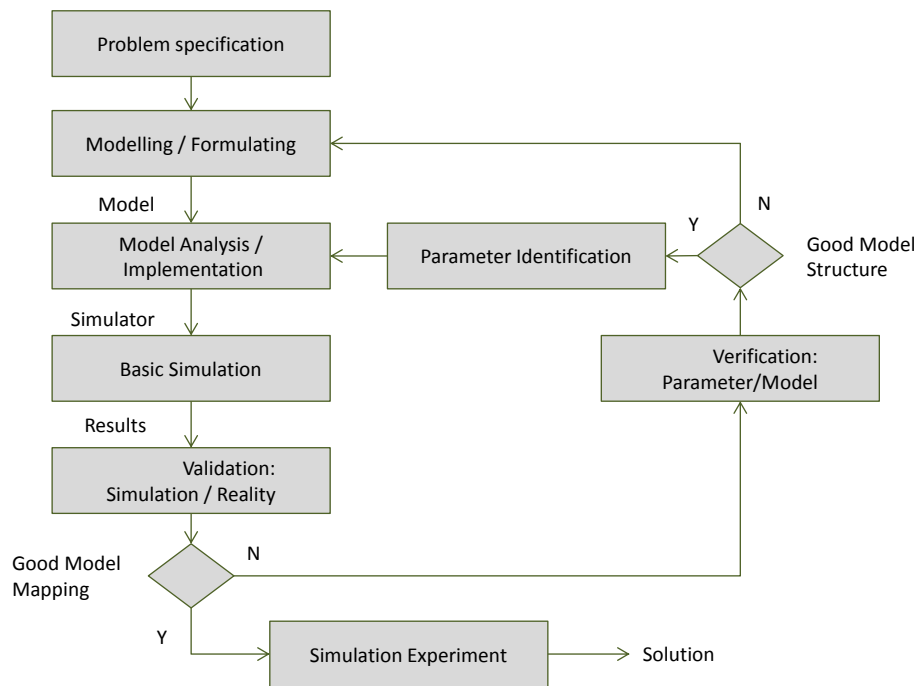 Problem specification
Modelling / Formulating
Model
N
Y
Model Analysis /
Implementation
Parameter Identification
Good Model
Structure
Simulator
Basic Simulation
Verification:
Parameter/Model
Results
Validation:
Simulation / Reality
Good Model
Mapping
N
Y
Simulation Experiment
Solution